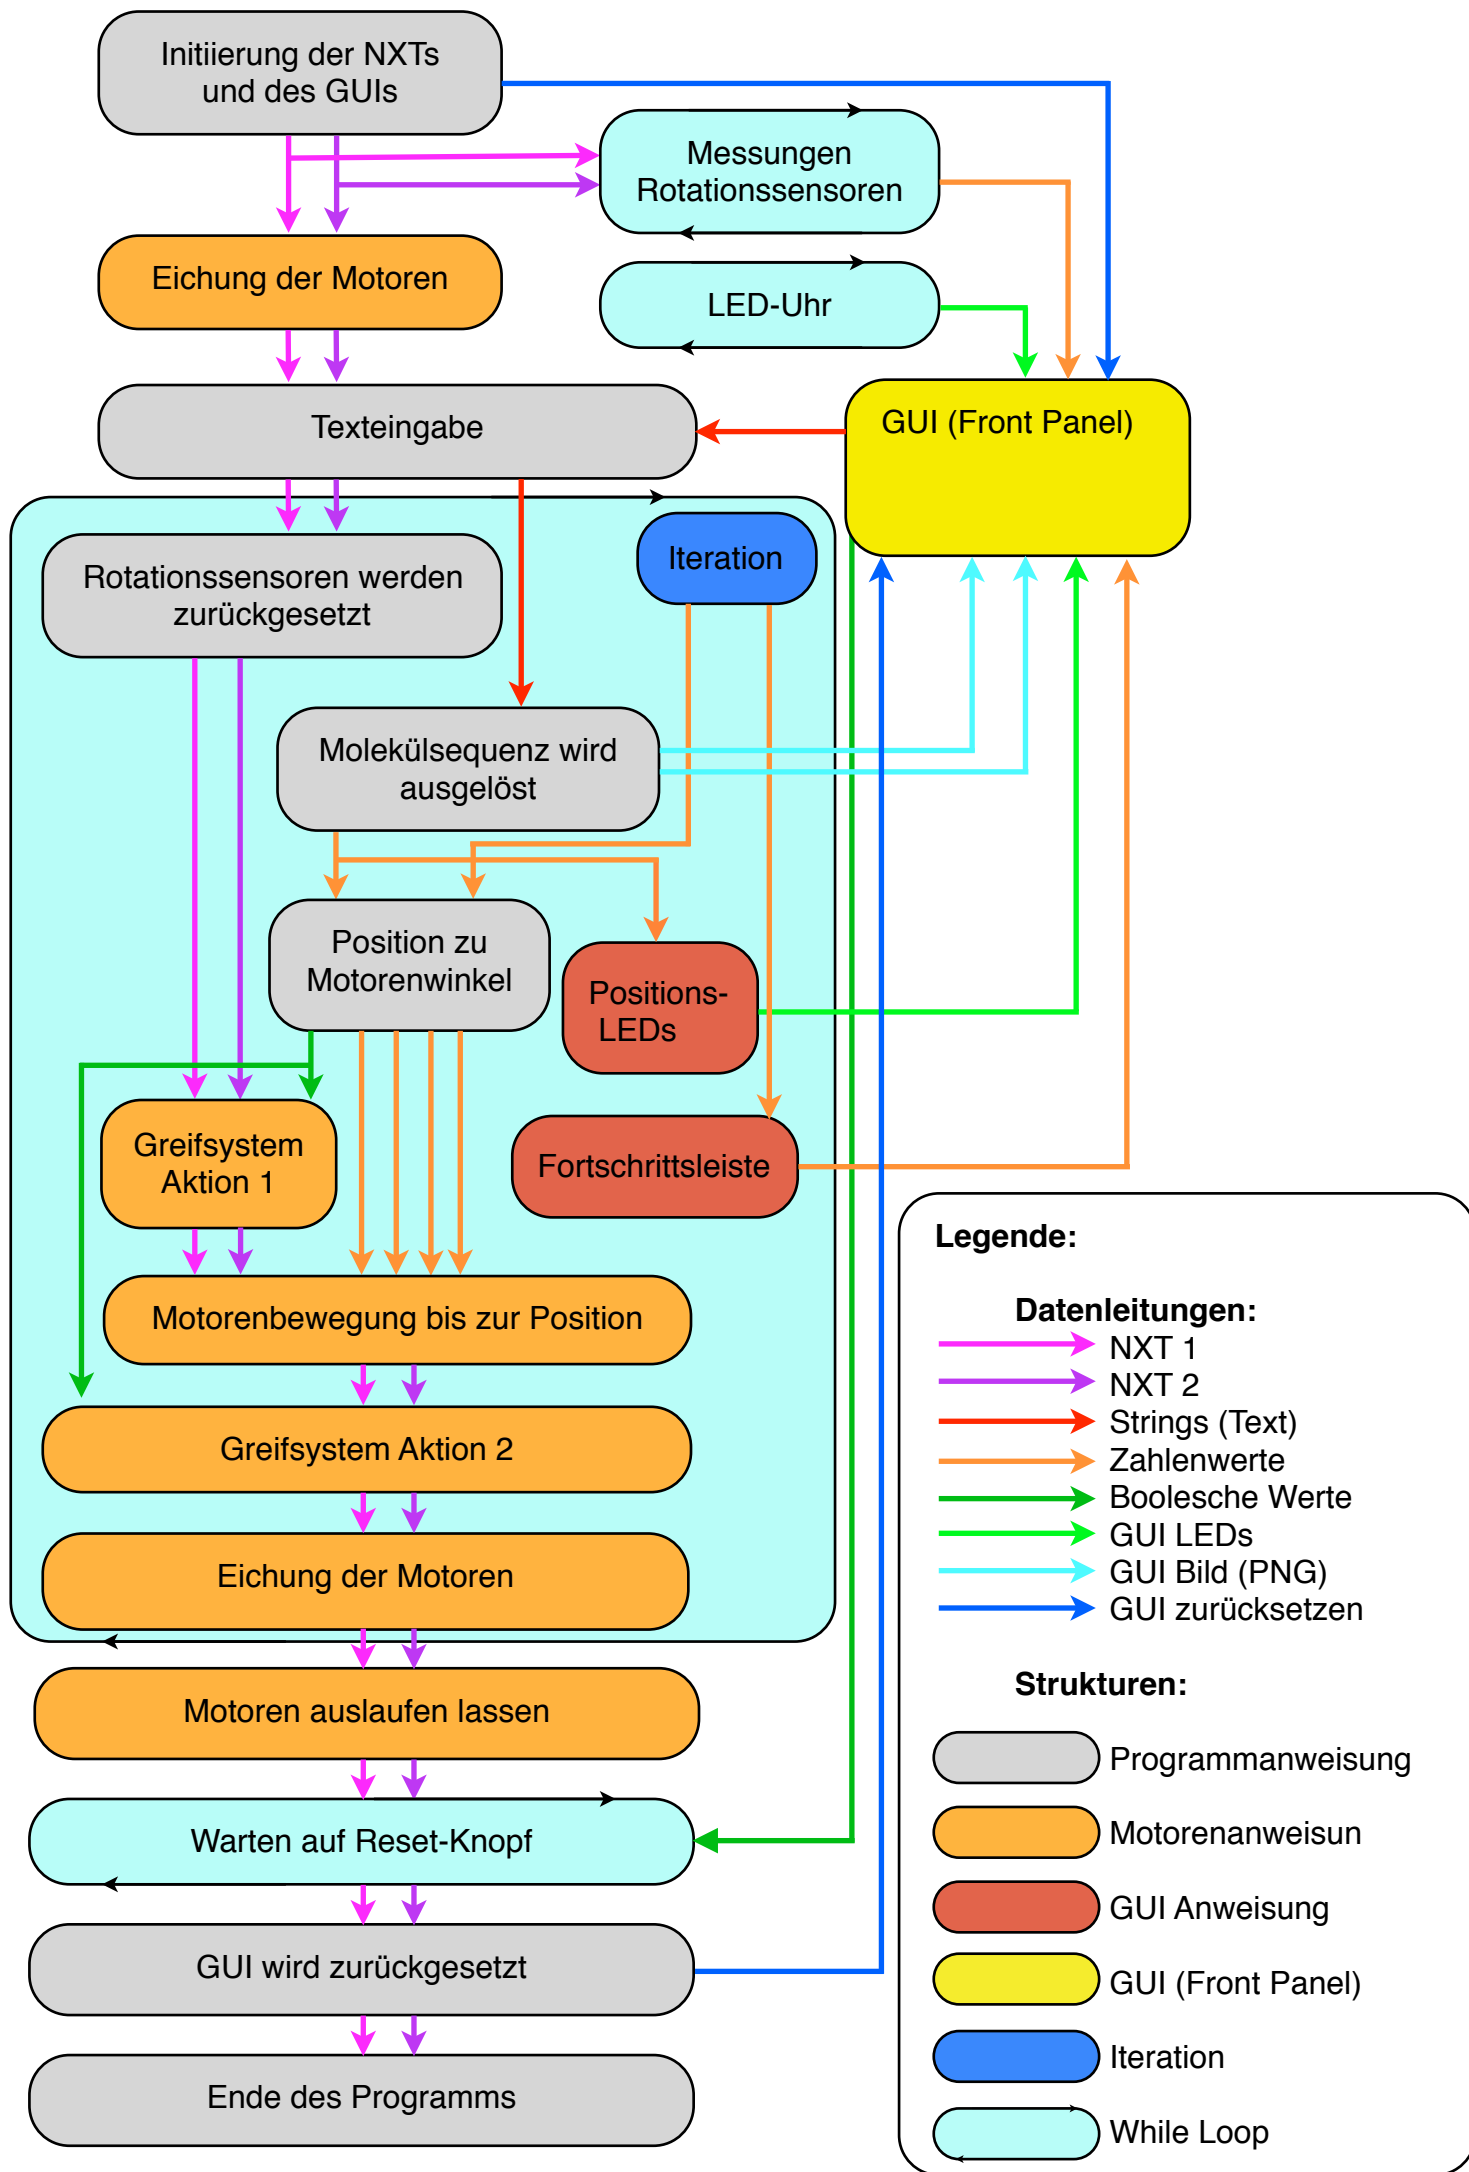 Initiierung der NXTs
und des GUIs
Messungen
Rotationssensoren
Eichung der Motoren
LED-Uhr
Texteingabe
GUI (Front Panel)
Iteration
Rotationssensoren werden
zurückgesetzt
Molekülsequenz wird
ausgelöst
Position zu
Motorenwinkel
Positions-
LEDs
Greifsystem
Aktion 1
Fortschrittsleiste
Motorenbewegung bis zur Position
Greifsystem Aktion 2
Eichung der Motoren
Motoren auslaufen lassen
Warten auf Reset-Knopf
GUI wird zurückgesetzt
Ende des Programms
Legende:
Datenleitungen:
NXT 1
NXT 2
Strings (Text)
Zahlenwerte
Boolesche Werte
GUI LEDs
GUI Bild (PNG)
GUI zurücksetzen
Strukturen:
Programmanweisung
Motorenanweisun
GUI Anweisung
GUI (Front Panel)
Iteration
While Loop